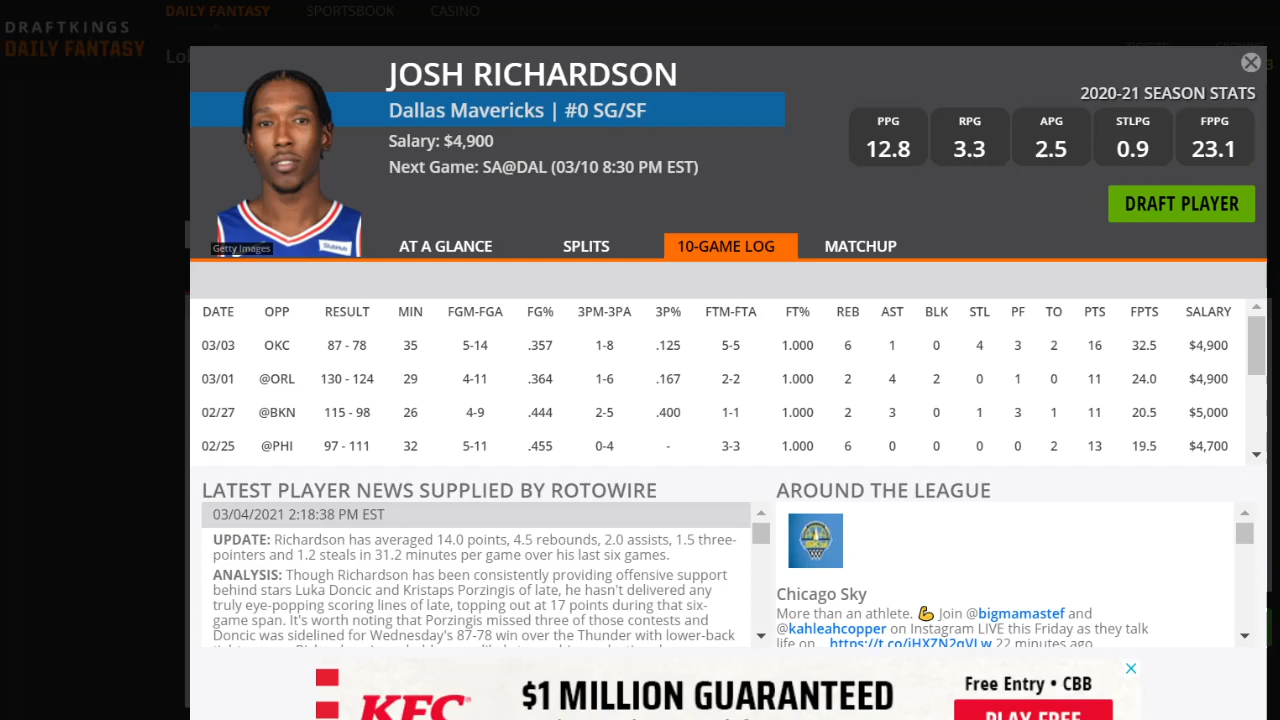 DAILY FANTASY SPORTSBOOK CASINO
DRAFTKINGS
DAILY FANTASY
JOSH RICHARDSON
Dallas Mavericks | #0 SG/SF
Salary: $4,900
Next Game: SA@DAL (03/10 8:30 PM EST)
2020-21 SEASON STATS
PPG RPG APG STLPG FPPG
12.8 3.3 2.5 0.9 23.1
DRAFT PLAYER
Getty Images
AT A GLANCE SPLITS 10-GAME LOG MATCHUP
DATE OPP RESULT MIN FGM-FGA FG% 3PM-3PA 3P% FTM-FTA FT% REB AST BLK STL PF TO PTS FPTS SALARY
03/03 OKC 87 - 78 35 5-14 .357 1-8 .125 5-5 1.000 6 1 0 4 3 2 16 32.5 $4,900
03/01 @ORL 130 - 124 29 4-11 .364 1-6 .167 2-2 1.000 2 4 2 0 1 0 11 24.0 $4,900
02/27 @BKN 115 - 98 26 4-9 .444 2-5 .400 1-1 1.000 2 3 0 1 3 1 11 20.5 $5,000
02/25 @PHI 97 - 111 32 5-11 .455 0-4 - 3-3 1.000 6 0 0 0 0 2 13 19.5 $4,700
LATEST PLAYER NEWS SUPPLIED BY ROTOWIRE
03/04/2021 2:18:38 PM EST
UPDATE: Richardson has averaged 14.0 points, 4.5 rebounds, 2.0 assists, 1.5 three-
pointers and 1.2 steals in 31.2 minutes per game over his last six games.
ANALYSIS: Though Richardson has been consistently providing offensive support
behind stars Luka Doncic and Kristaps Porzingis of late, he hasn't delivered any
truly eye-popping scoring lines of late, topping out at 17 points during that six-
game span. It's worth noting that Porzingis missed three of those contests and
Doncic was sidelined for Wednesday's 87-78 win over the Thunder with lower-back
AROUND THE LEAGUE
Chicago Sky
More than an athlete. 💪 Join @bigmamastef and
@kahleahcopper on Instagram LIVE this Friday as they talk
life on... https://t.co/iHXZN2qVLw 22 minutes ago
KFC
$1 MILLION GUARANTEED
Free Entry • CBB
PLAY FREE